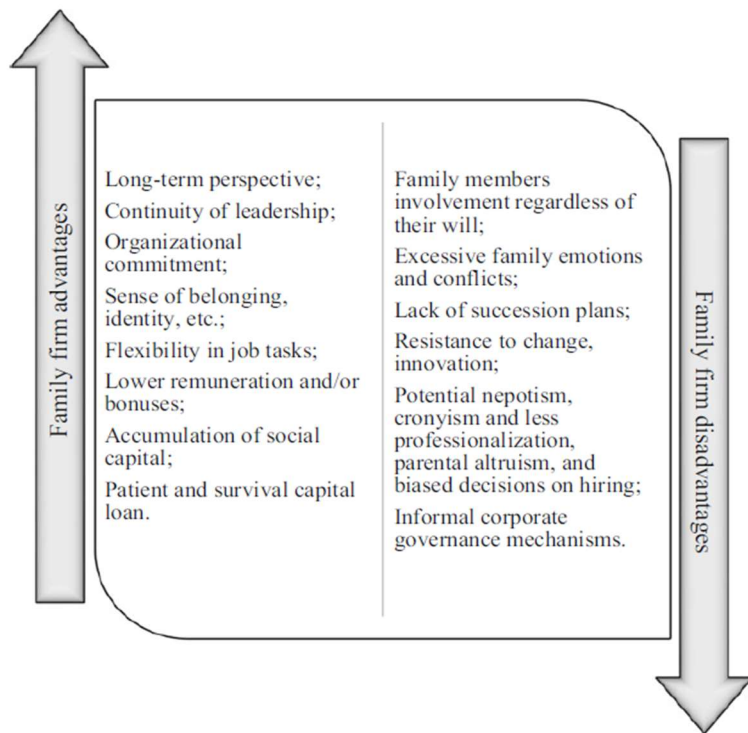 Family firm advantages
Long-term perspective;
Continuity of leadership;
Organizational
commitment;
Sense of belonging,
identity, etc.;
Flexibility in job tasks;
Lower remuneration and/or
bonuses;
Accumulation of social
capital;
Patient and survival capital
loan.
Family members
involvement regardless of
their will;
Excessive family emotions
and conflicts;
Lack of succession plans;
Resistance to change,
innovation;
Potential nepotism,
cronyism and less
professionalization,
parental altruism, and
biased decisions on hiring;
Informal corporate
governance mechanisms.
Family firm disadvantages